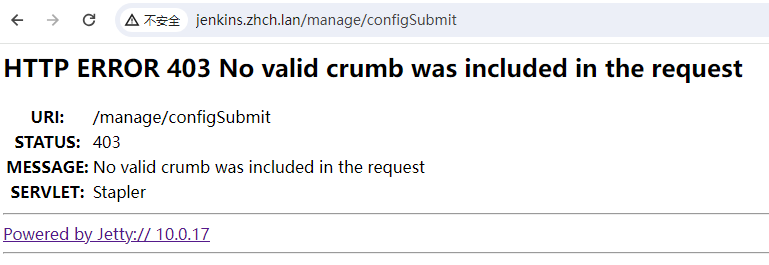 不安全 jenkins.zhch.lan/manage/configSubmit
HTTP ERROR 403 No valid crumb was included in the request
URI: /manage/configSubmit
STATUS: 403
MESSAGE: No valid crumb was included in the request
SERVLET: Stapler
Powered by Jetty:// 10.0.17